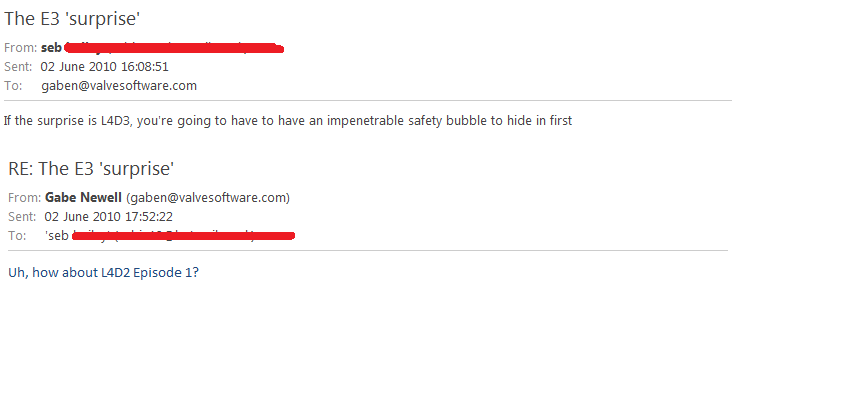 The E3 'surprise'
From: seb
Sent: 02 June 2010 16:08:51
To: gaben@valvesoftware.com
If the surprise is L4D3, you're going to have to have an impenetrable safety bubble to hide in first
RE: The E3 'surprise'
From: Gabe Newell (gaben@valvesoftware.com)
Sent: 02 June 2010 17:52:22
To: 'seb
Uh, how about L4D2 Episode 1?